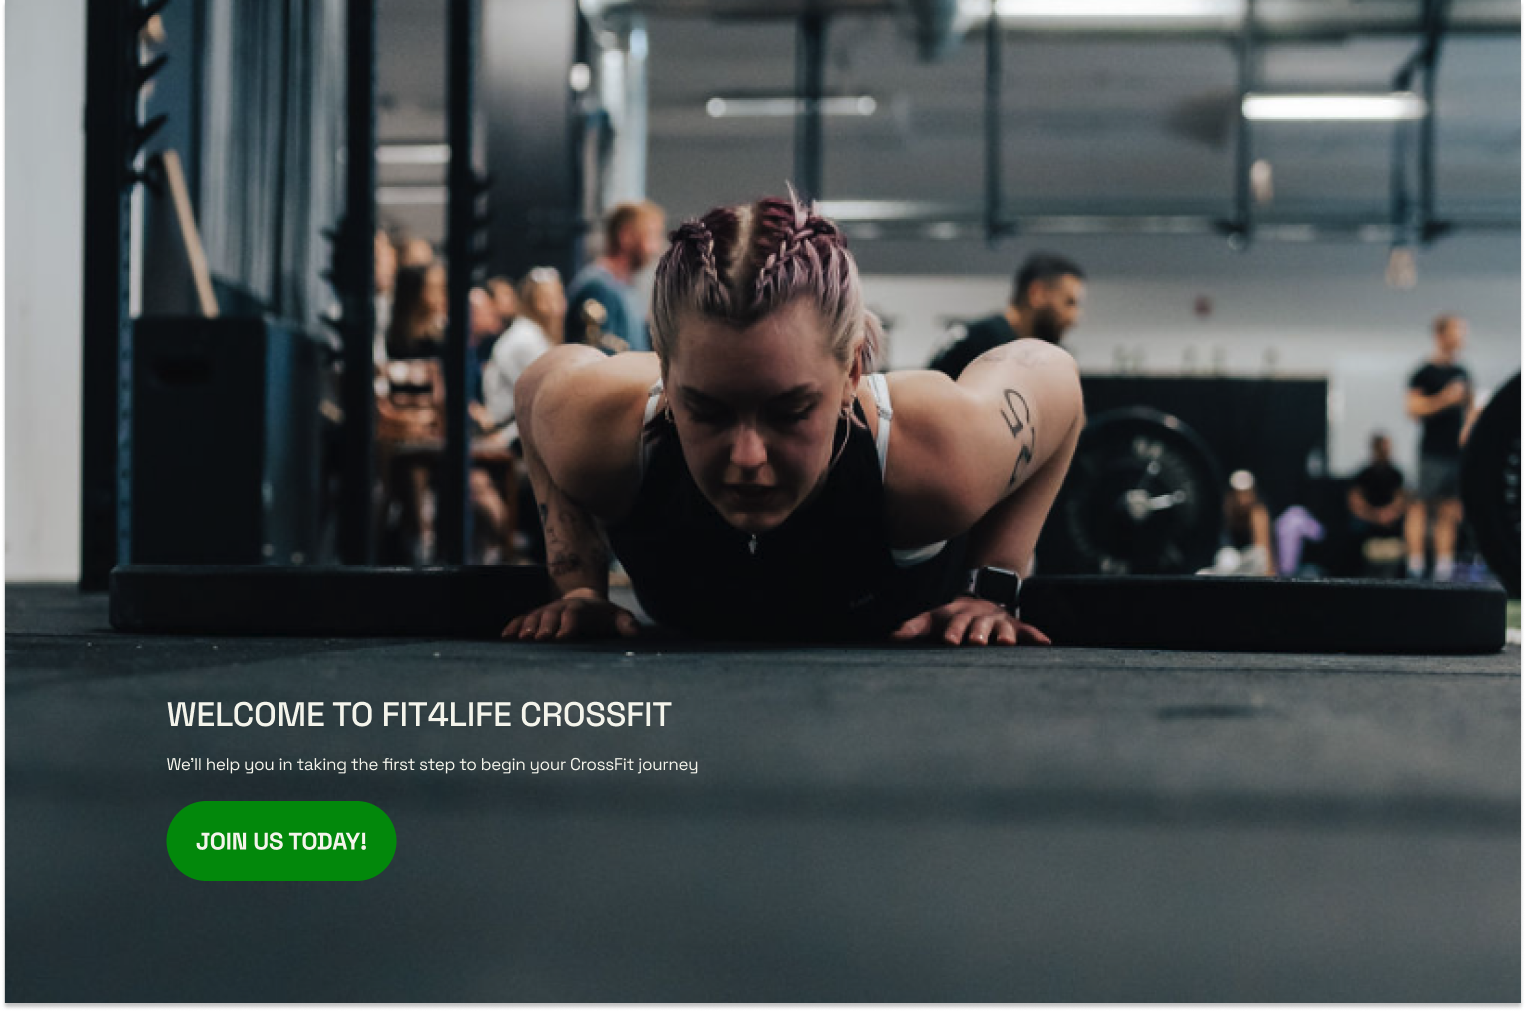 WELCOME TO FIT4LIFE CROSSFIT
We'll help you in taking the first step to begin your CrossFit journey
JOIN US TODAY!